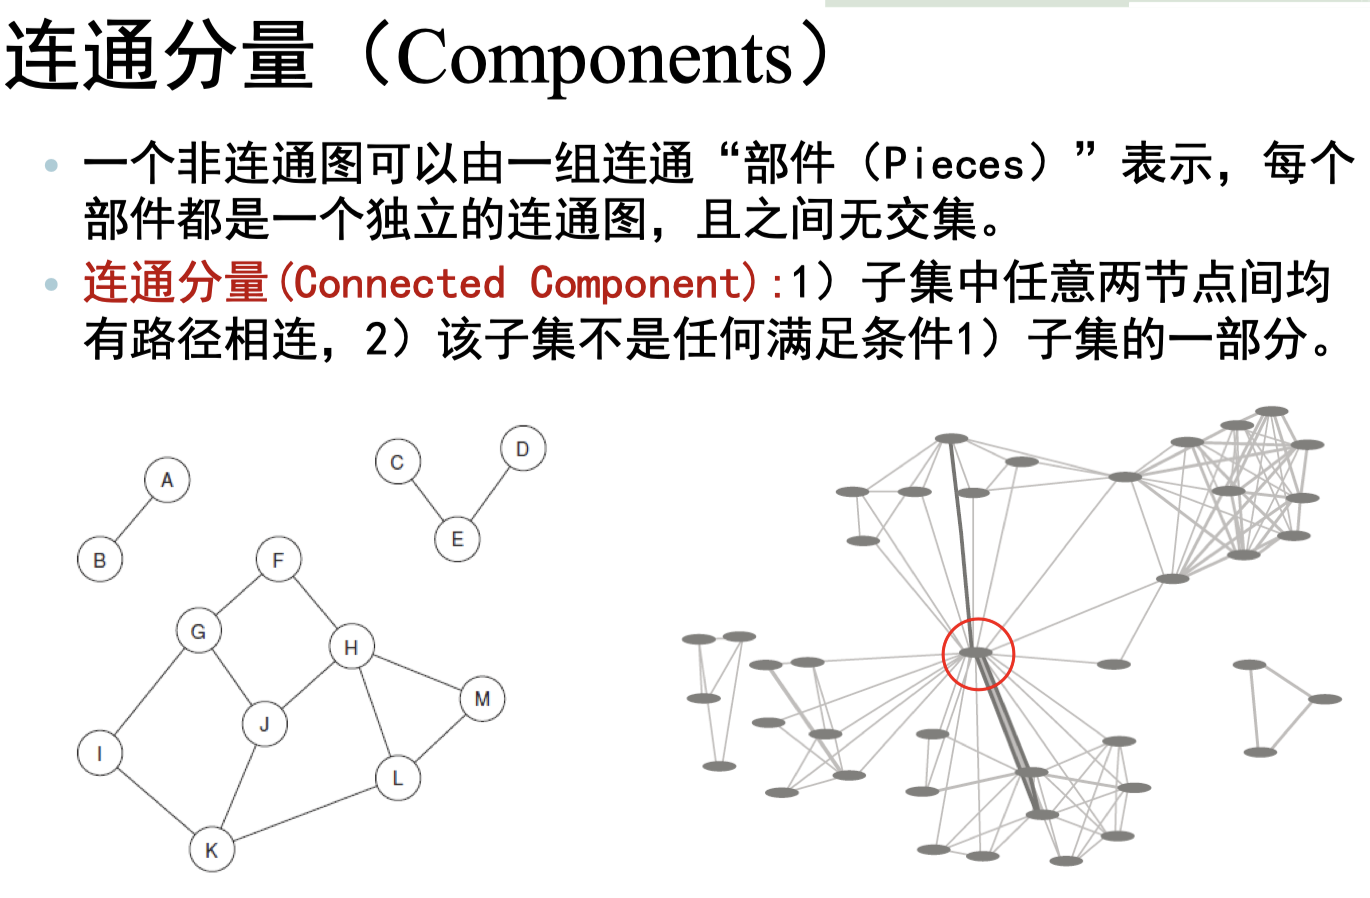 连通分量（Components）
• 一个非连通图可以由一组连通“部件（Pieces）”表示，每个
部件都是一个独立的连通图，且之间无交集。
• 连通分量(Connected Component):1）子集中任意两节点间均
有路径相连，2）该子集不是任何满足条件1）子集的一部分。
A
B
C
D
E
F
G
H
J
M
I
L
K